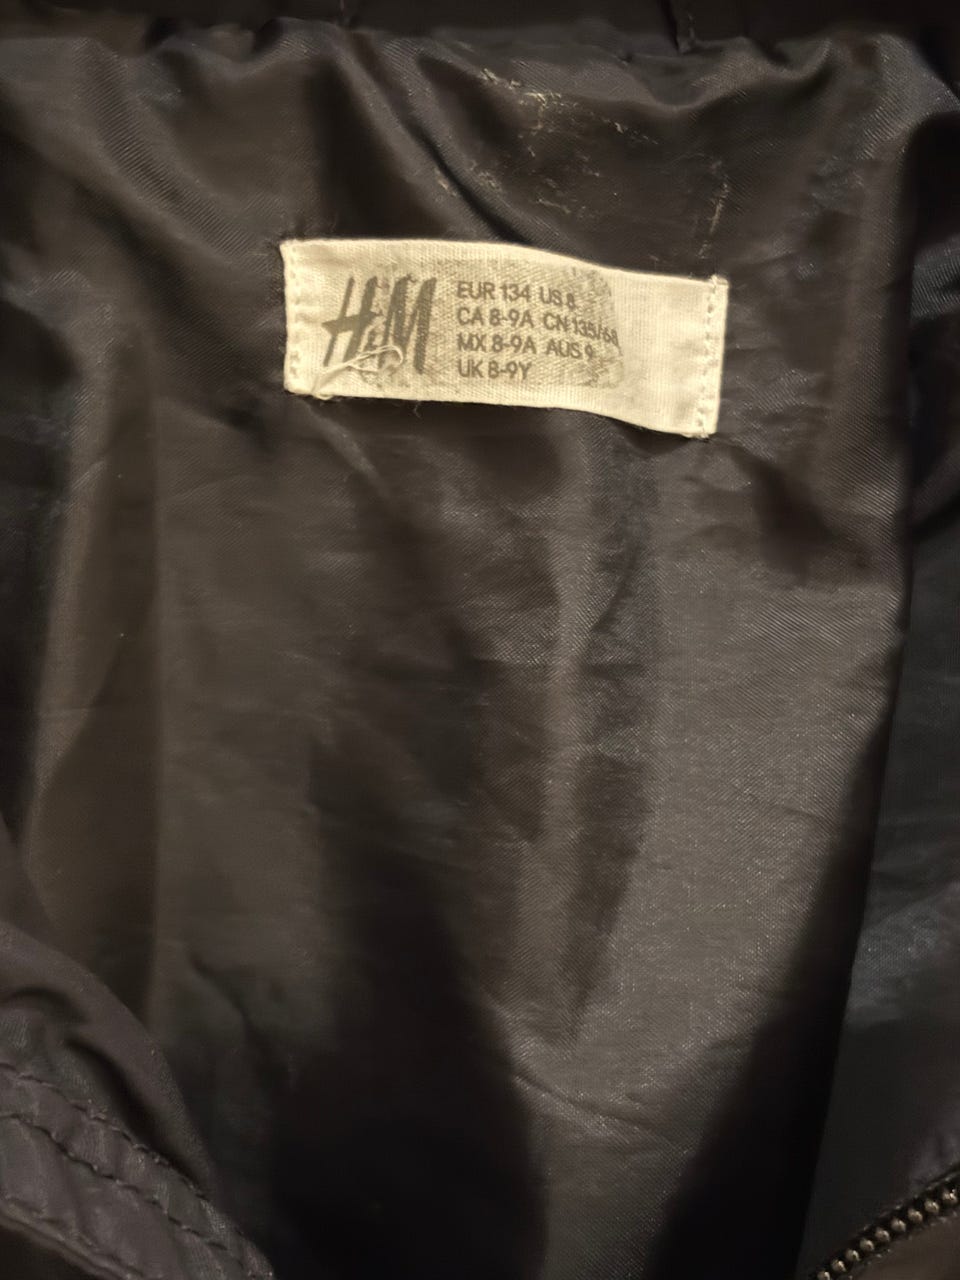 H&M
EUR 134 US 8
CA 8-9A CN 135/68
MX 8-9A AUS 9
UK 8-9Y